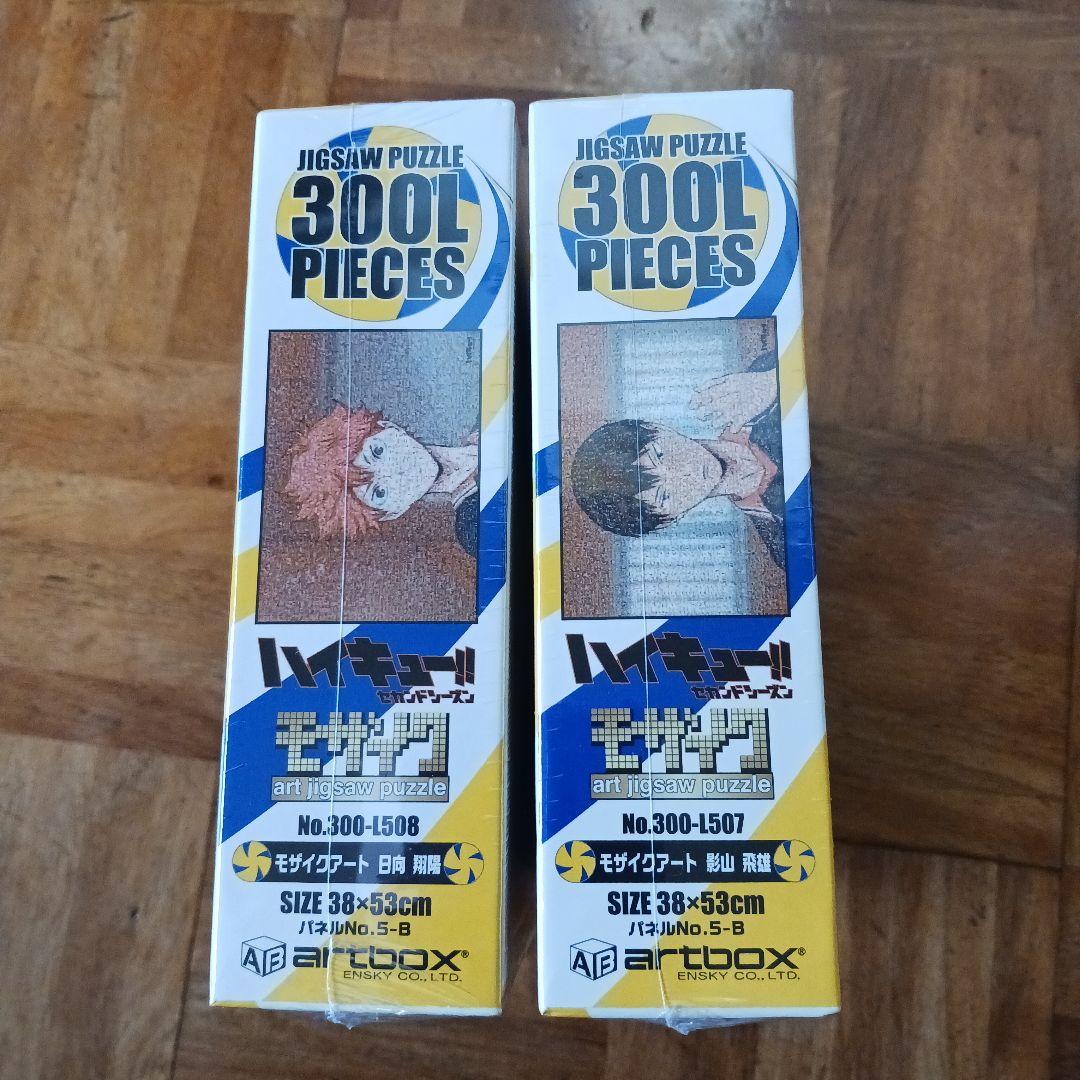 JIGSAW PUZZLE
300L
PIECES
ハイキュー!!
セカンドシーズン
モザイク
art jigsaw puzzle
No.300-L508
モザイクアート 日向 翔陽
SIZE 38×53cm
パネルNo.5-B
AB artbox®
ENSKY CO., LTD.
JIGSAW PUZZLE
300L
PIECES
ハイキュー!!
セカンドシーズン
モザイク
art jigsaw puzzle
No.300-L507
モザイクアート 影山 飛雄
SIZE 38×53cm
パネルNo.5-B
AB artbox®
ENSKY CO., LTD.